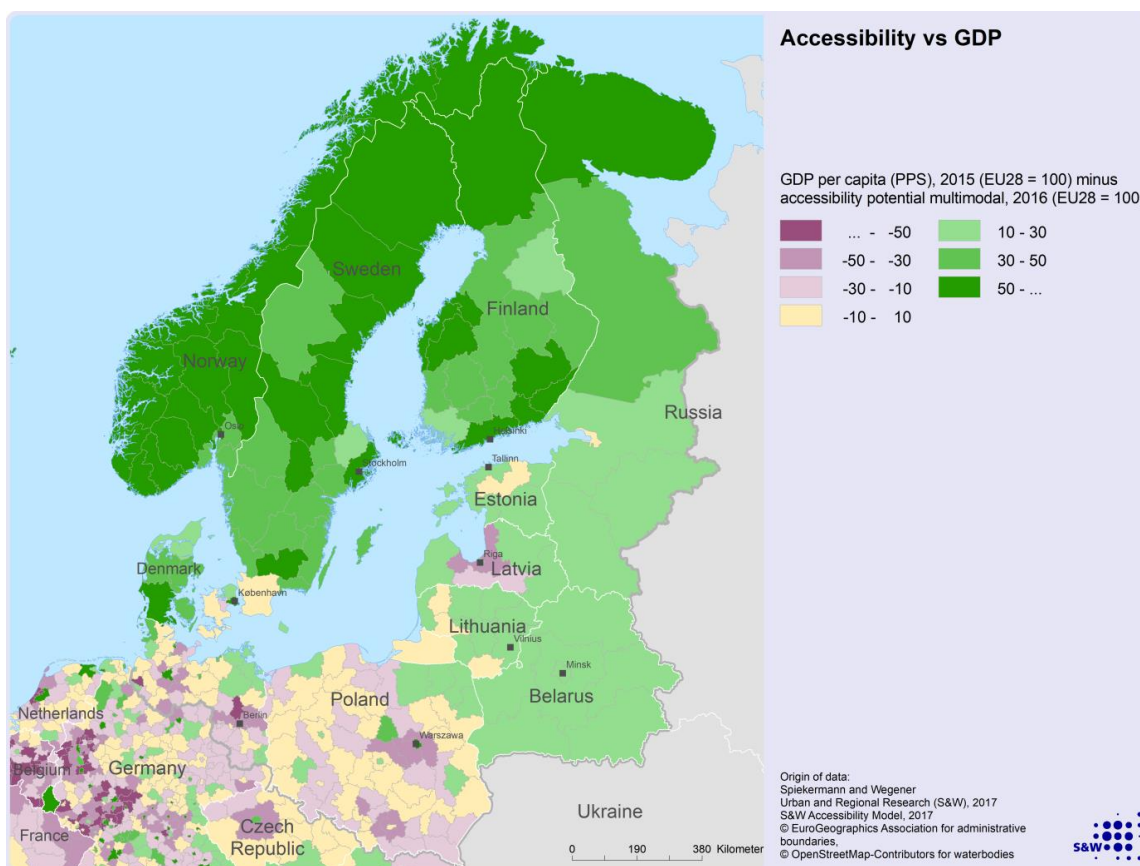 Accessibility vs GDP
GDP per capita (PPS), 2015 (EU28 = 100) minus
accessibility potential multimodal, 2016 (EU28 = 100
... - -50
10 - 30
-50 - -30
30 - 50
-30 - -10
50 - ...
-10 - 10
Sweden
Finland
Norway
Russia
Oslo
Helsinki
Stockholm
Tallinn
Estonia
Riga
Latvia
Denmark
København
Lithuania
Vilnius
Minsk
Belarus
Poland
Netherlands
Berlin
Warszawa
Belgium
Germany
Ukraine
Czech
Republic
France
0 190 380 Kilometer
Origin of data:
Spiekermann and Wegener
Urban and Regional Research (S&W), 2017
S&W Accessibility Model, 2017
© EuroGeographics Association for administrative
boundaries,
© OpenStreetMap-Contributors for waterbodies
S&W